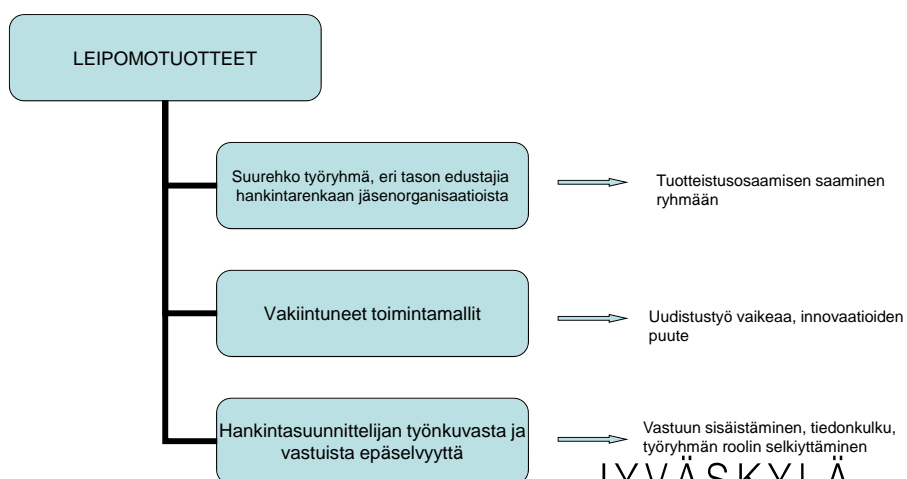 LEIPOMOTUOTTEET
Suurehko työryhmä, eri tason edustajia
hankintarenkaan jäsenorganisaatioista
Tuotteistusosaamisen saaminen
ryhmään
Vakiintuneet toimintamallit
Uudistustyö vaikeaa, innovaatioiden
puute
Hankintasuunnittelijan työnkuvasta ja
vastuista epäselvyyttä
Vastuun sisäistäminen, tiedonkulku,
työryhmän roolin selkiyttäminen
JYVÄSKYLÄ